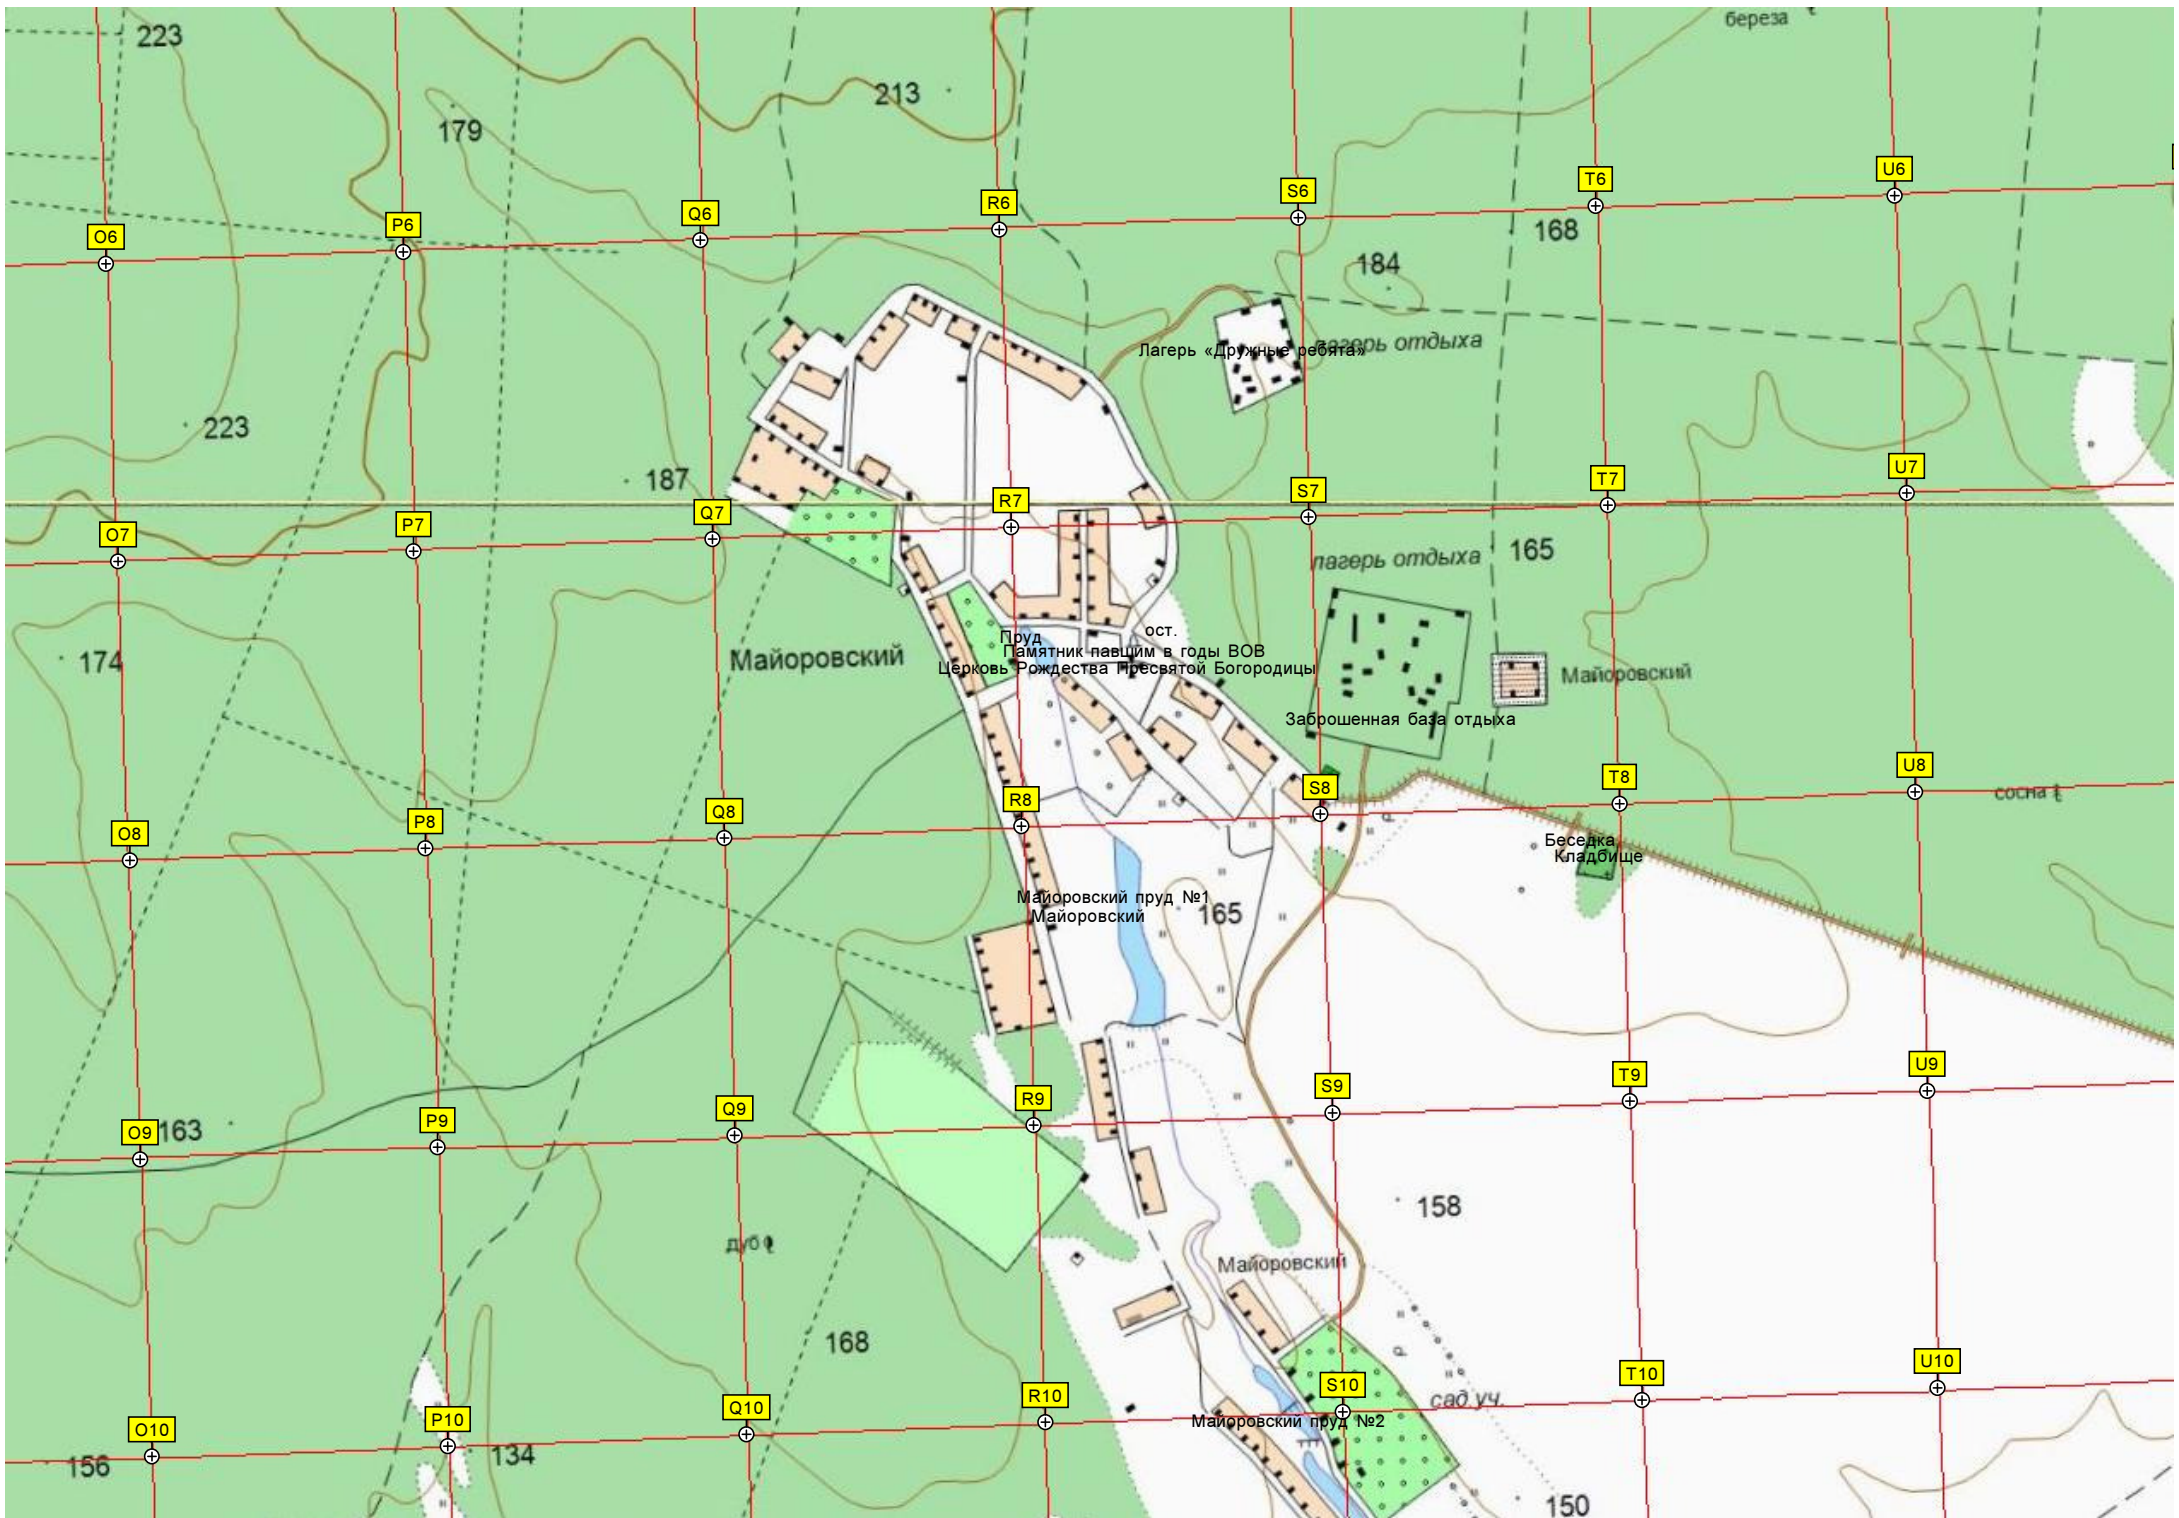 223
береза
213
179
U6
T6
S6
R6
Q6
P6
O6
168
184
лагерь отдыха
Лагерь «Дружные ребята»
223
187
U7
T7
S7
R7
Q7
P7
O7
лагерь отдыха
165
174
Майоровский
ост.
Пруд
Памятник павшим в годы ВОВ
Церковь Рождества Пресвятой Богородицы
Майоровский
Заброшенная база отдыха
U8
T8
S8
R8
Q8
P8
O8
сосна
Беседка
Кладбище
Майоровский пруд №1
Майоровский
165
U9
T9
S9
R9
Q9
P9
O9
163
158
дуб
Майоровский
168
U10
T10
S10
R10
Q10
P10
O10
сад.уч.
Майоровский пруд №2
134
156
150